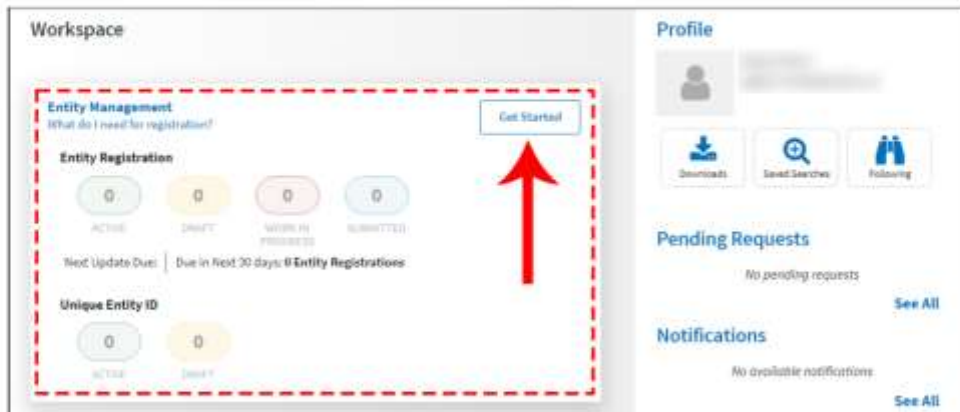 Workspace
Entity Management
What do I need for registration?
Get Started
Entity Registration
0 0 0 0
ACTIVE DRAFT WORK IN PROGRESS SUBMITTED
Next Update Due: Due in Next 30 days: 0 Entity Registrations
Unique Entity ID
0 0
ACTIVE DRAFT
Profile
Downloads Saved Searches Following
Pending Requests
No pending requests
See All
Notifications
No available notifications
See All